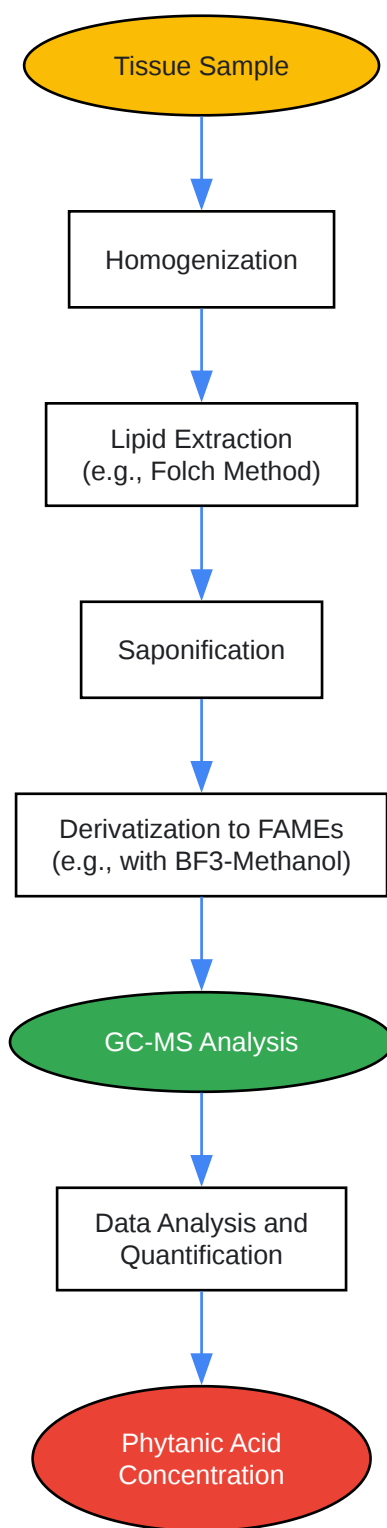 Tissue Sample
Homogenization
Lipid Extraction
(e.g., Folch Method)
Saponification
Derivatization to FAMEs
(e.g., with BF3-Methanol)
GC-MS Analysis
Data Analysis and
Quantification
Phytanic Acid
Concentration